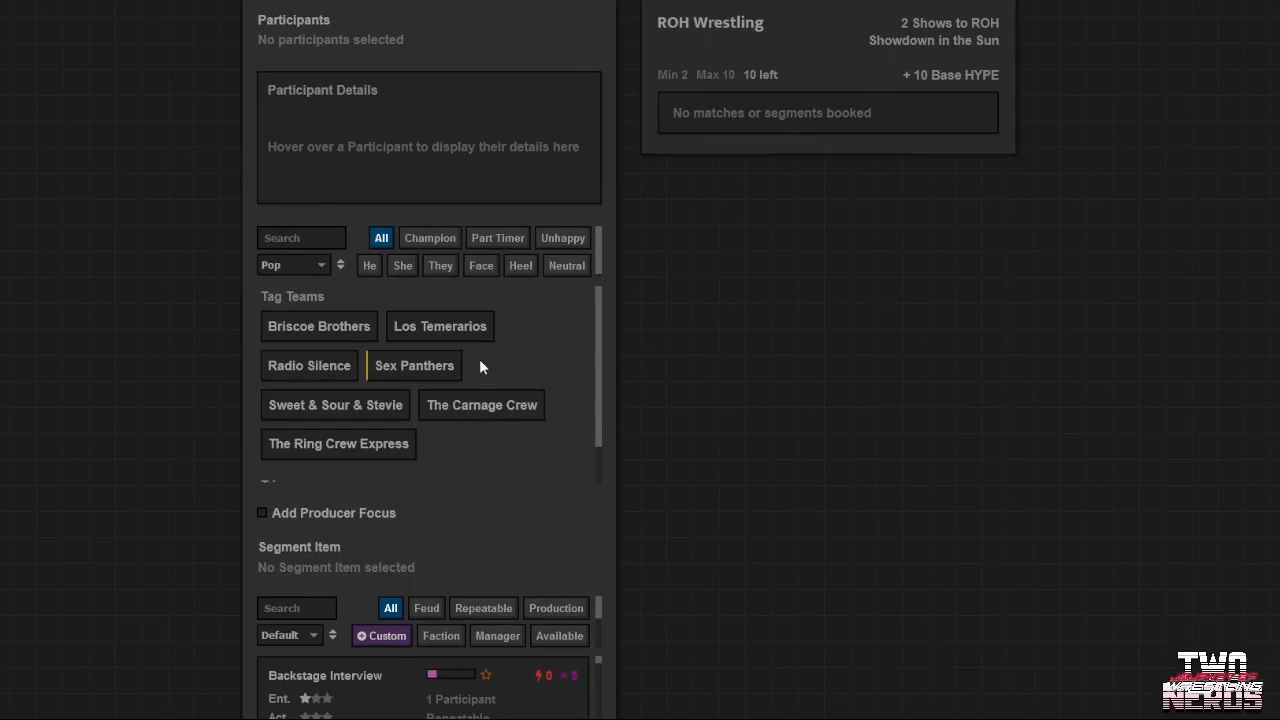 Participants
No participants selected
Participant Details
Hover over a Participant to display their details here
Search All Champion Part Timer Unhappy
Pop He She They Face Heel Neutral
Tag Teams
Briscoe Brothers Los Temerarios
Radio Silence Sex Panthers
Sweet & Sour & Stevie The Carnage Crew
The Ring Crew Express
Add Producer Focus
Segment Item
No Segment Item selected
Search All Feud Repeatable Production
Default Custom Faction Manager Available
Backstage Interview 0 5
Ent. 1 Participant
Act. Repeatable
ROH Wrestling 2 Shows to ROH
Showdown in the Sun
Min 2 Max 10 10 left + 10 Base HYPE
No matches or segments booked
TWO
WRESTLING
NERDS